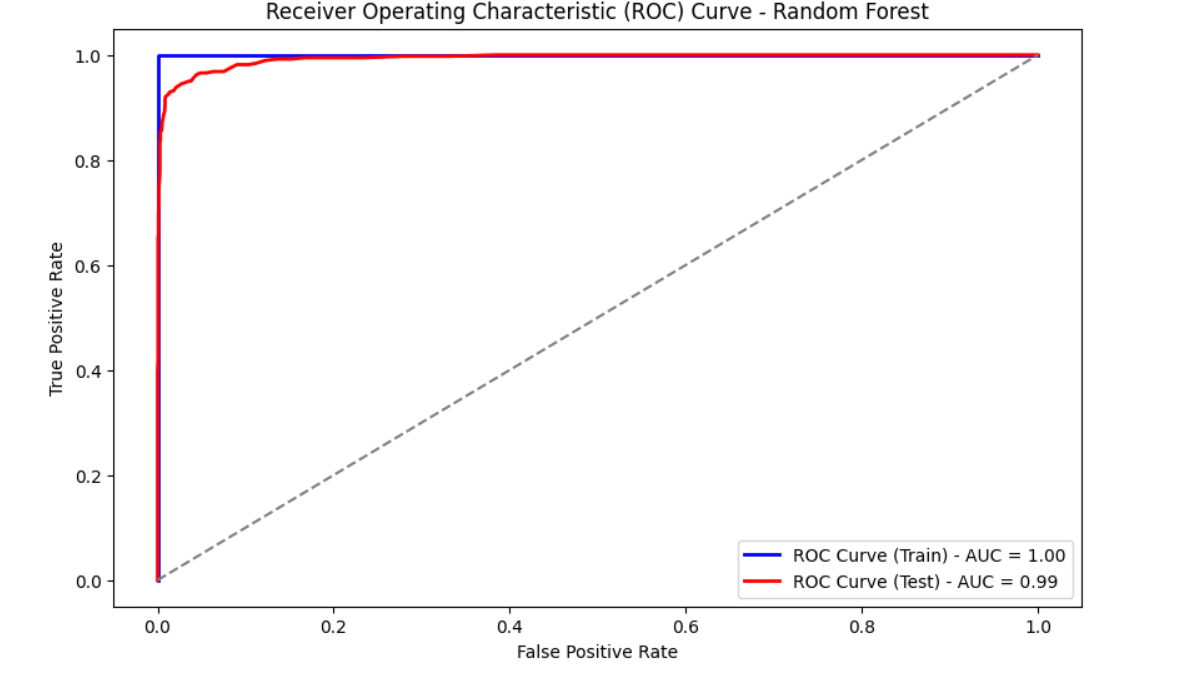 Receiver Operating Characteristic (ROC) Curve - Random Forest
1.0
0.8
0.6
0.4
0.2
0.0
True Positive Rate
ROC Curve (Train) - AUC = 1.00
ROC Curve (Test) - AUC = 0.99
0.0 0.2 0.4 0.6 0.8 1.0
False Positive Rate